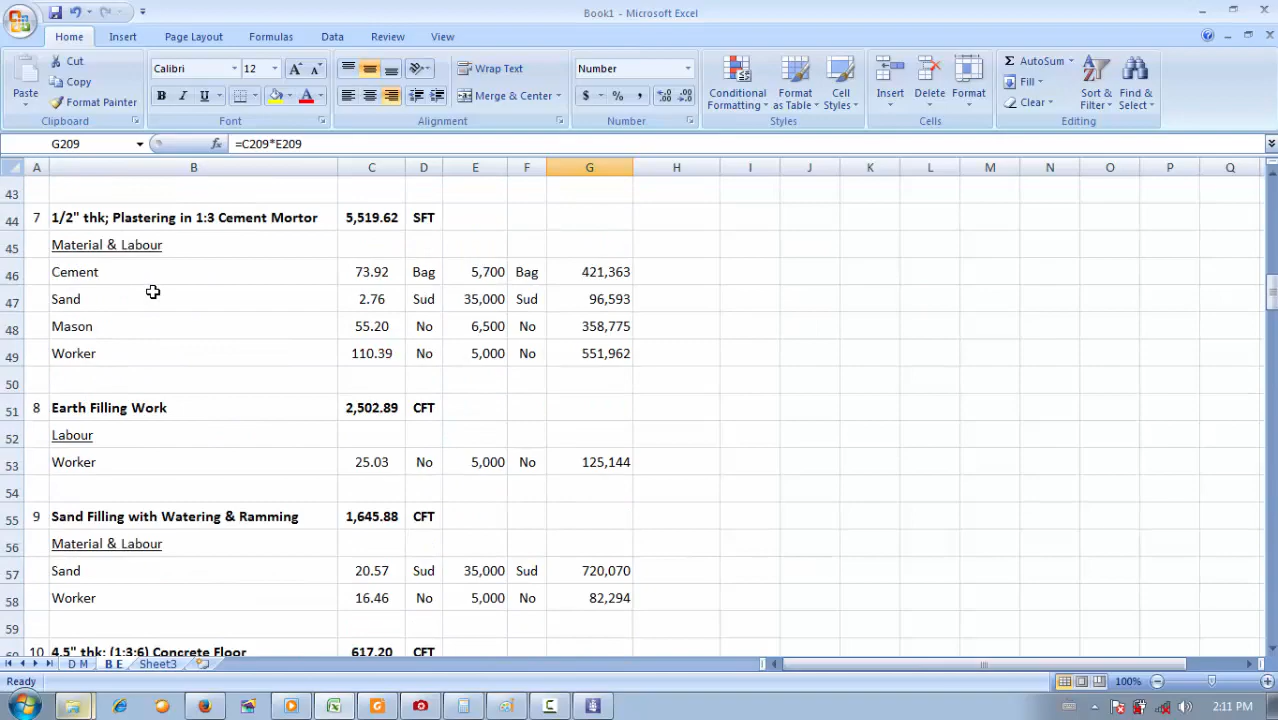 Book1 - Microsoft Excel
Home Insert Page Layout Formulas Data Review View
Paste Cut Copy Format Painter
Calibri 12 A A
B I U A
Wrap Text
Merge & Center
Number
$ % ,
Conditional Formatting
Format as Table
Cell Styles
Insert Delete Format
Σ AutoSum
Fill
Clear
Sort & Filter
Find & Select
Clipboard Font Alignment Number Styles Cells Editing
G209 fx =C209*E209
A B C D E F G H I J K L M N O P Q
43
44 7 1/2" thk; Plastering in 1:3 Cement Mortor 5,519.62 SFT
45 Material & Labour
46 Cement 73.92 Bag 5,700 Bag 421,363
47 Sand 2.76 Sud 35,000 Sud 96,593
48 Mason 55.20 No 6,500 No 358,775
49 Worker 110.39 No 5,000 No 551,962
50
51 8 Earth Filling Work 2,502.89 CFT
52 Labour
53 Worker 25.03 No 5,000 No 125,144
54
55 9 Sand Filling with Watering & Ramming 1,645.88 CFT
56 Material & Labour
57 Sand 20.57 Sud 35,000 Sud 720,070
58 Worker 16.46 No 5,000 No 82,294
59
60 10 4.5" thk; (1:3:6) Concrete Floor 617.20 CFT
D M B E Sheet3
Ready 100%
2:11 PM